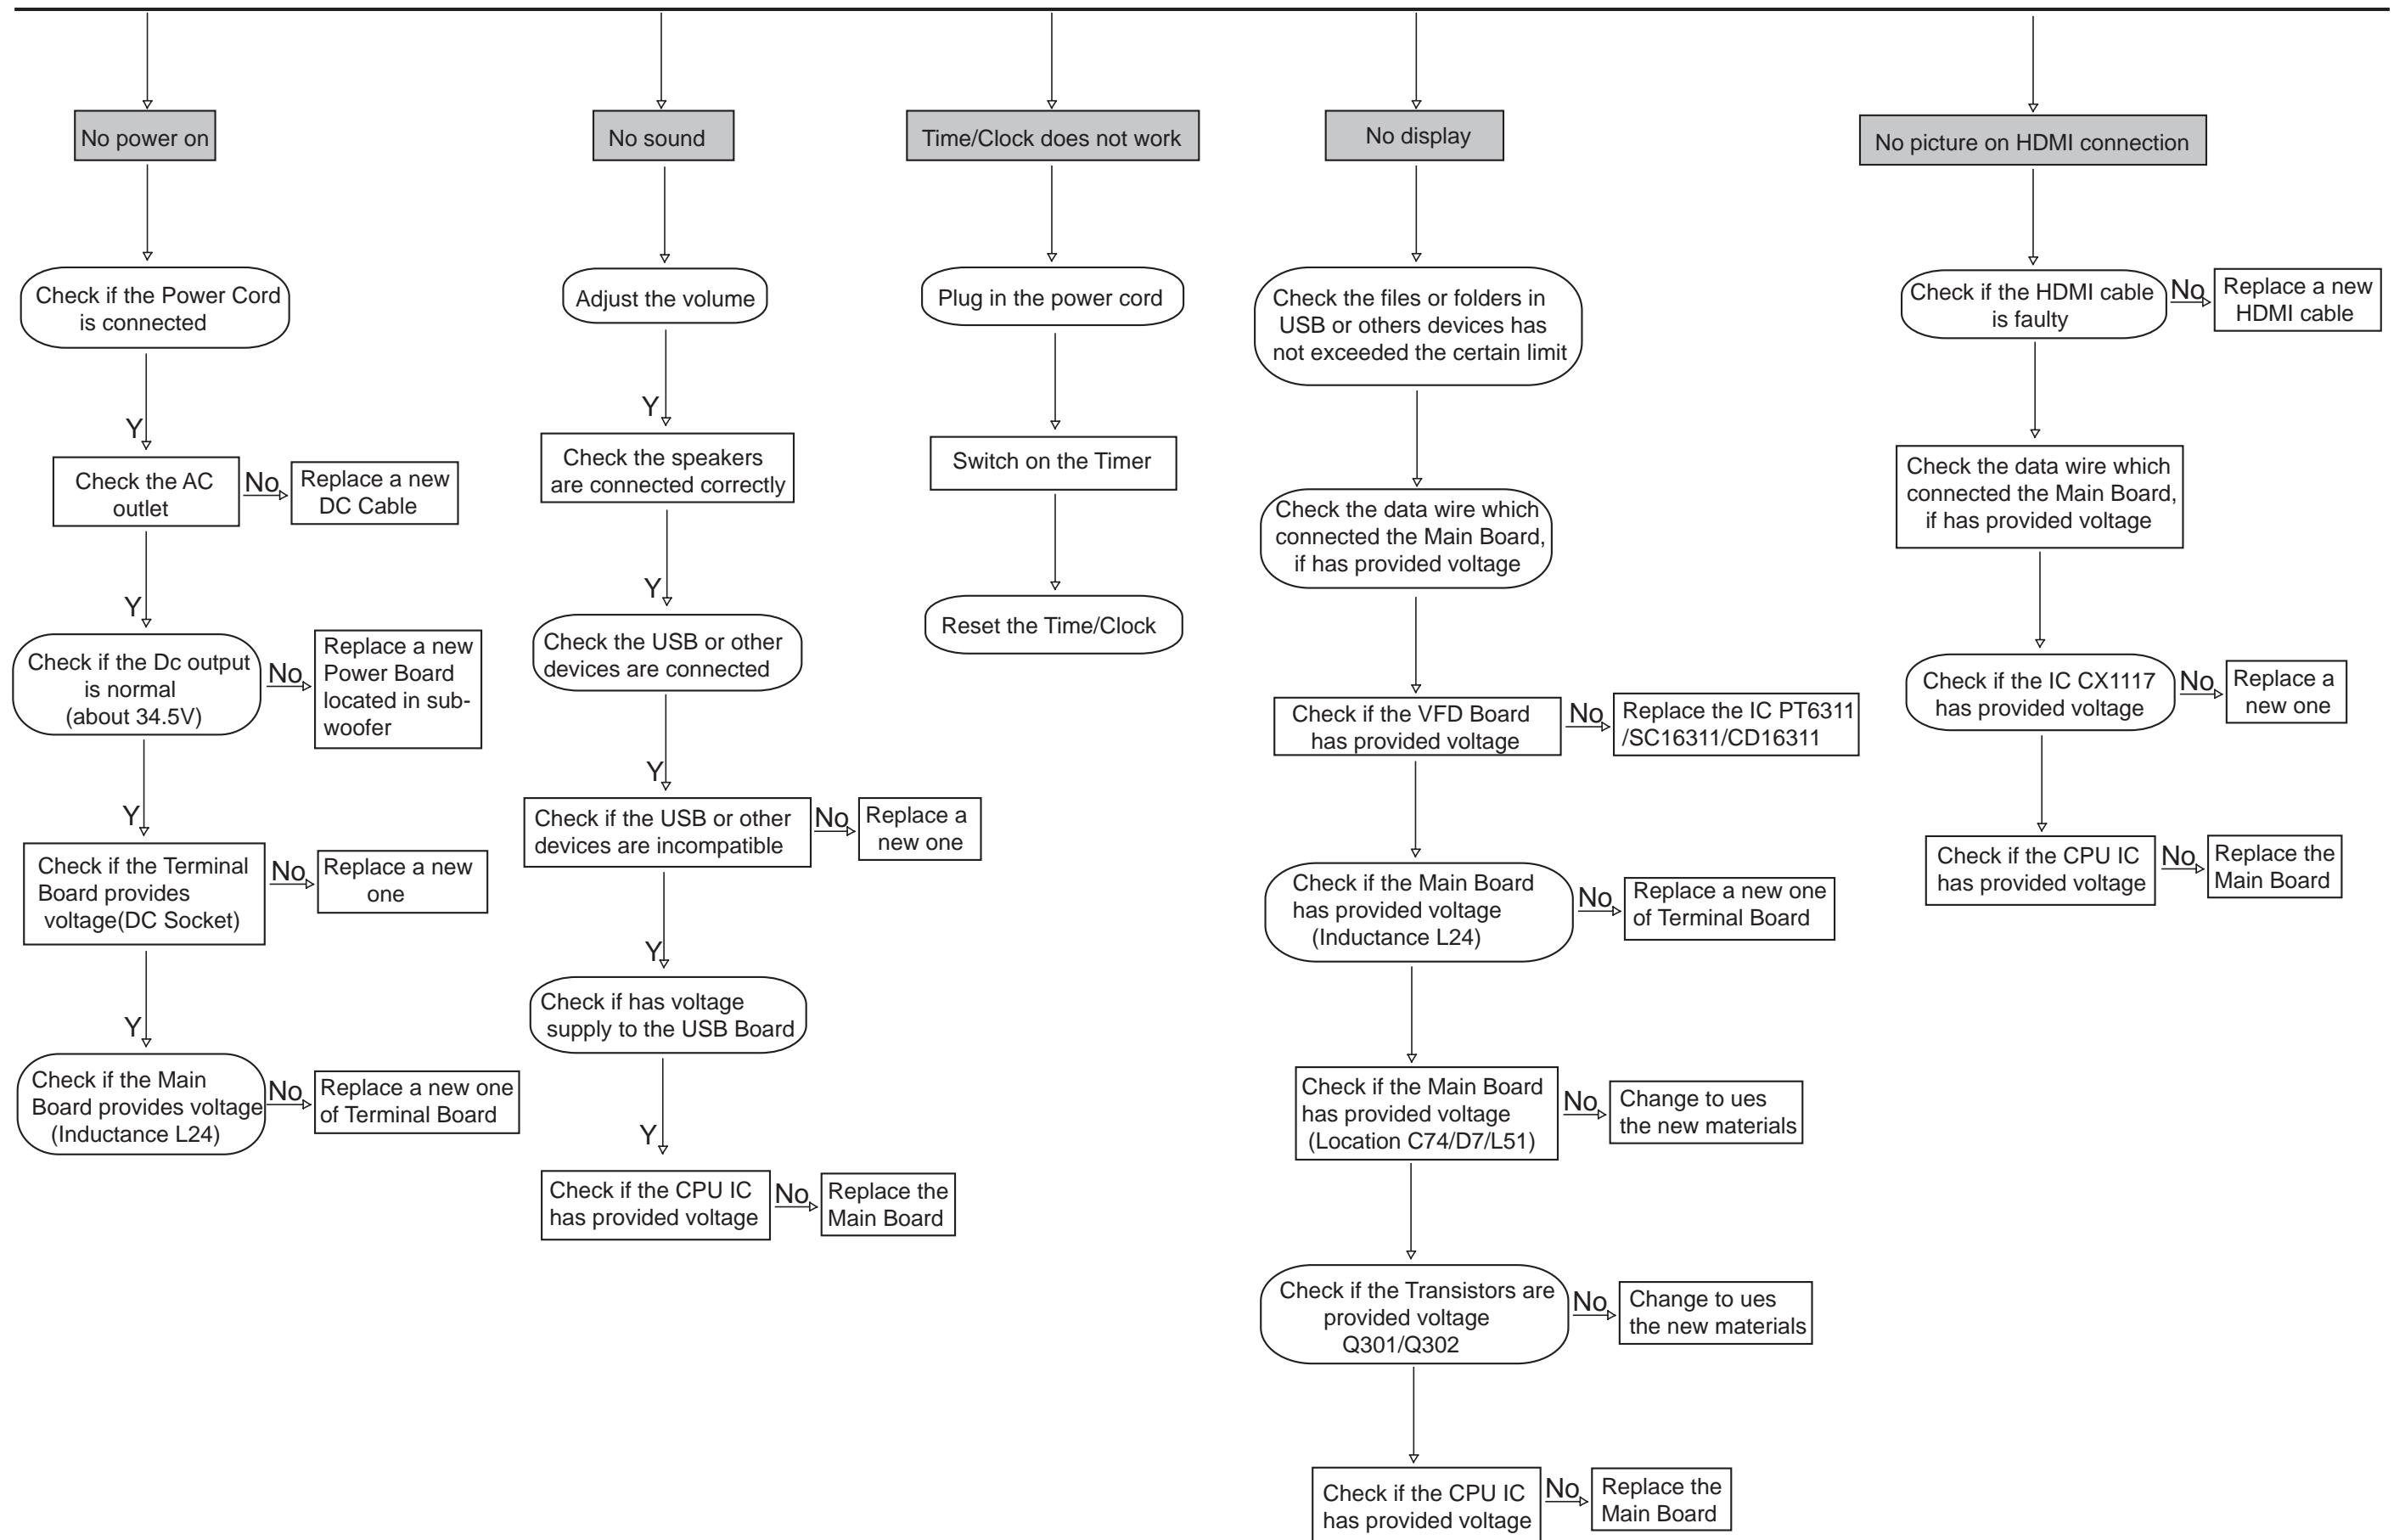 No power on
Check if the Power Cord
is connected
Y
Check the AC
outlet
No
Replace a new
DC Cable
Y
Check if the Dc output
is normal
(about 34.5V)
No
Replace a new
Power Board
located in sub-
woofer
Y
Check if the Terminal
Board provides
voltage(DC Socket)
No
Replace a new
one
Y
Check if the Main
Board provides voltage
(Inductance L24)
No
Replace a new one
of Terminal Board
No sound
Adjust the volume
Y
Check the speakers
are connected correctly
Y
Check the USB or other
devices are connected
Y
Check if the USB or other
devices are incompatible
No
Replace a
new one
Y
Check if has voltage
supply to the USB Board
Y
Check if the CPU IC
has provided voltage
No
Replace the
Main Board
Time/Clock does not work
Plug in the power cord
Switch on the Timer
Reset the Time/Clock
No display
Check the files or folders in
USB or others devices has
not exceeded the certain limit
Check the data wire which
connected the Main Board,
if has provided voltage
Check if the VFD Board
has provided voltage
No
Replace the IC PT6311
/SC16311/CD16311
Check if the Main Board
has provided voltage
(Inductance L24)
No
Replace a new one
of Terminal Board
Check if the Main Board
has provided voltage
(Location C74/D7/L51)
No
Change to ues
the new materials
Check if the Transistors are
provided voltage
Q301/Q302
No
Change to ues
the new materials
Check if the CPU IC
has provided voltage
No
Replace the
Main Board
No picture on HDMI connection
Check if the HDMI cable
is faulty
No
Replace a new
HDMI cable
Check the data wire which
connected the Main Board,
if has provided voltage
Check if the IC CX1117
has provided voltage
No
Replace a
new one
Check if the CPU IC
has provided voltage
No
Replace the
Main Board